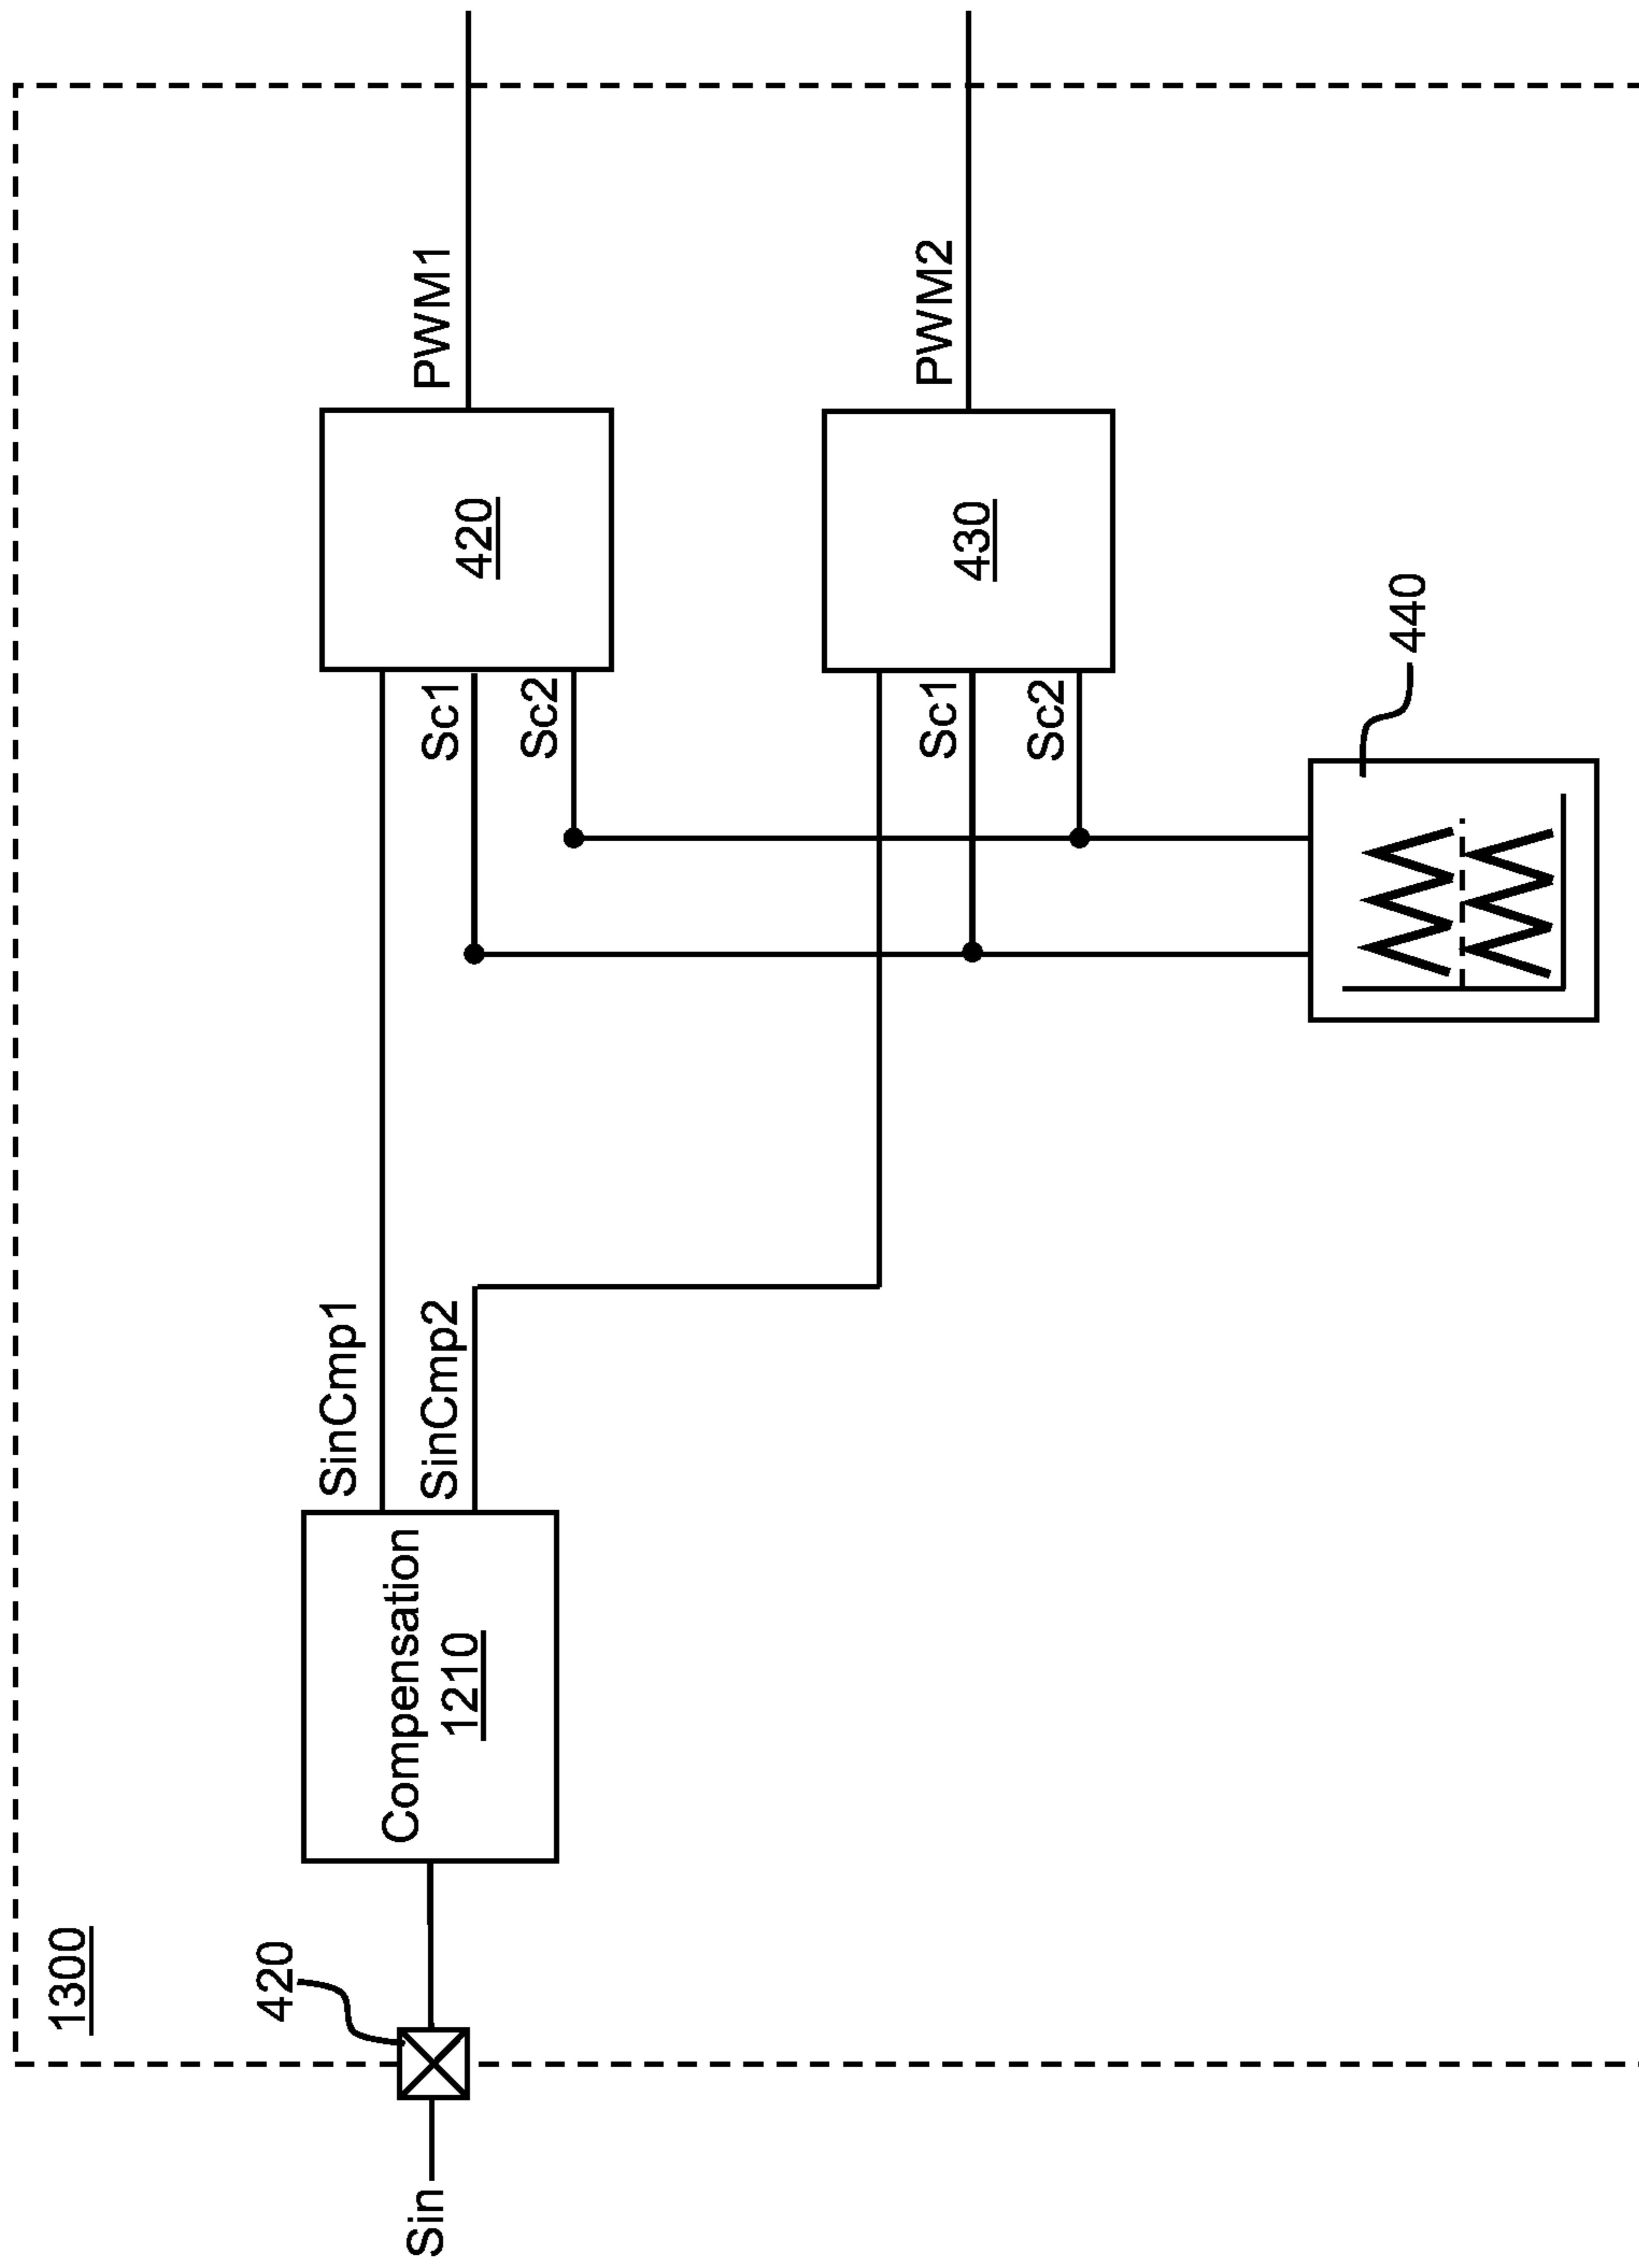 1300
Sin
420
Compensation
1210
SinCmp1
SinCmp2
Sc1
Sc2
420
PWM1
Sc1
Sc2
430
PWM2
440